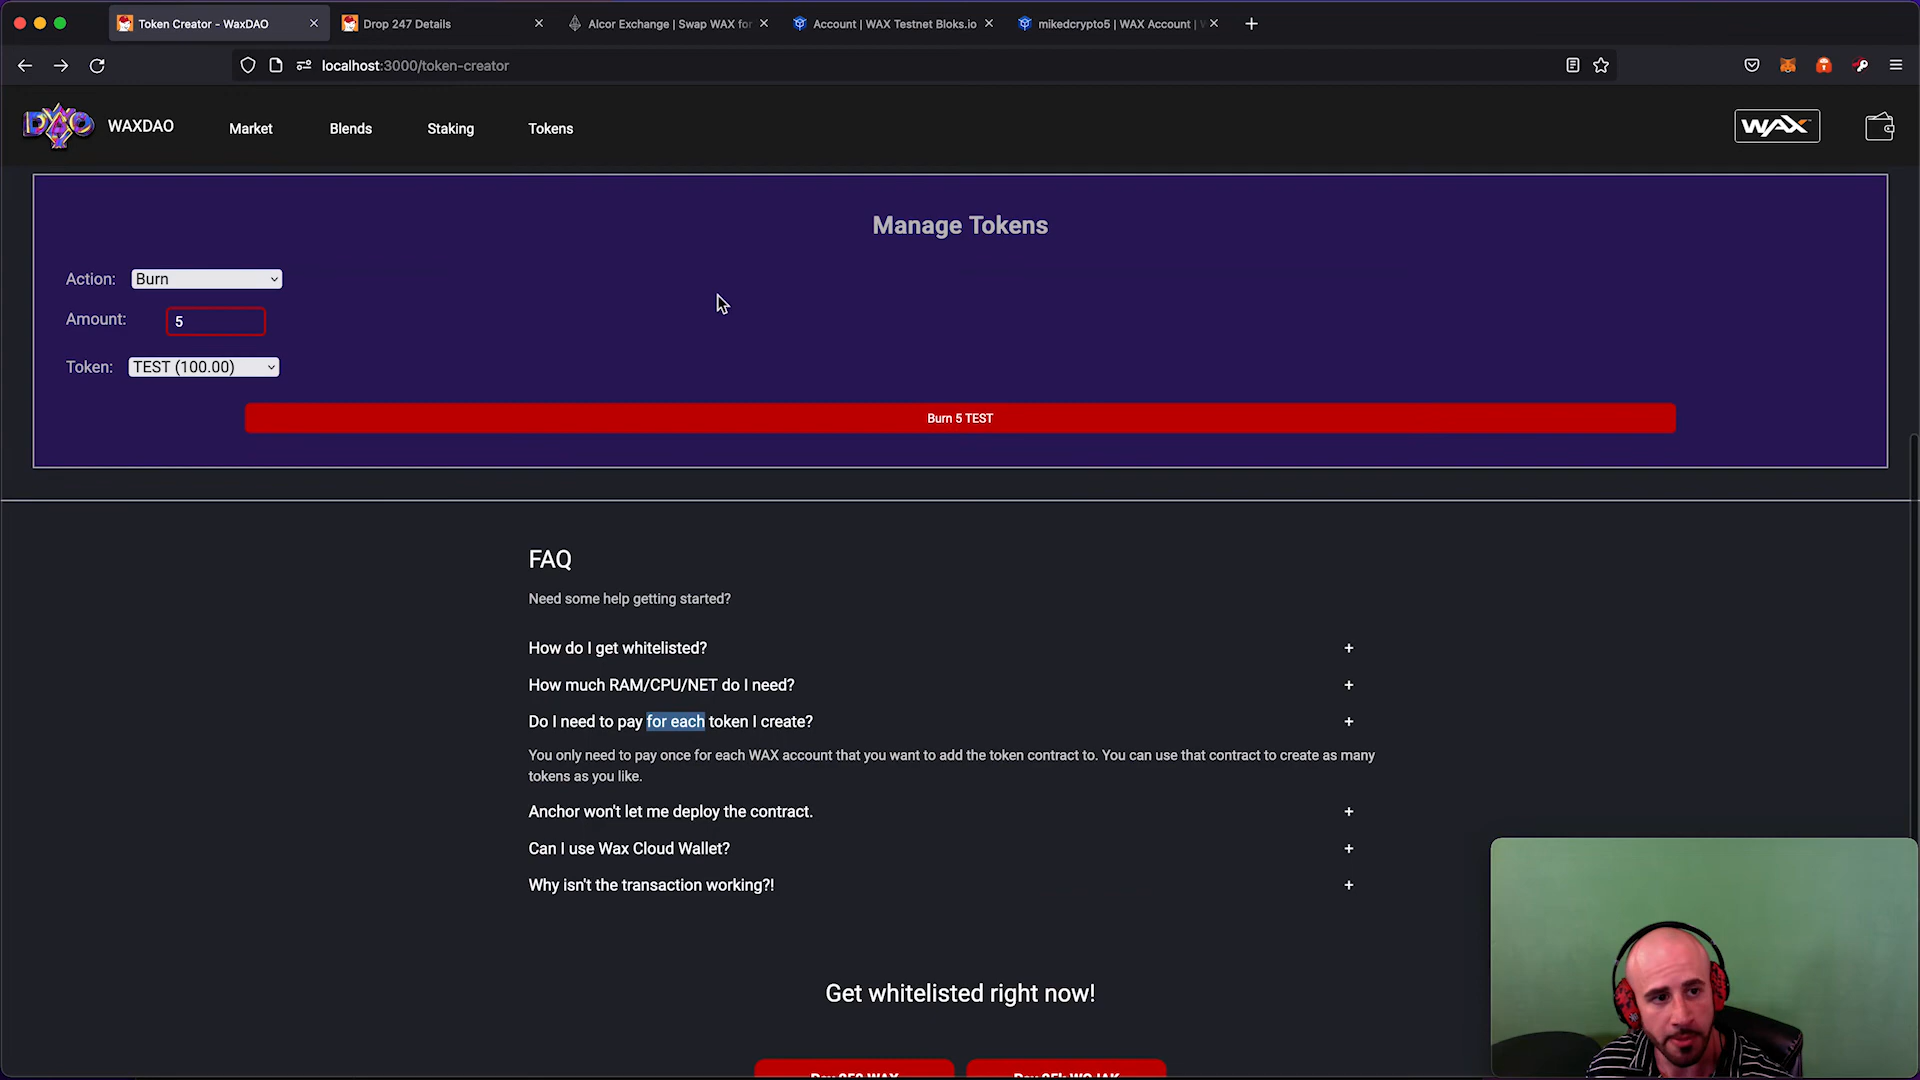 Token Creator - WaxDAO
Drop 247 Details
Alcor Exchange | Swap WAX for
Account | WAX Testnet Bloks.io
mikedcrypto5 | WAX Account |
localhost:3000/token-creator
DAO
WAXDAO
Market
Blends
Staking
Tokens
WAX
Manage Tokens
Action:
Burn
Amount:
5
Token:
TEST (100.00)
Burn 5 TEST
FAQ
Need some help getting started?
How do I get whitelisted?
+
How much RAM/CPU/NET do I need?
+
Do I need to pay for each token I create?
+
You only need to pay once for each WAX account that you want to add the token contract to. You can use that contract to create as many
tokens as you like.
Anchor won't let me deploy the contract.
+
Can I use Wax Cloud Wallet?
+
Why isn't the transaction working?!
+
Get whitelisted right now!